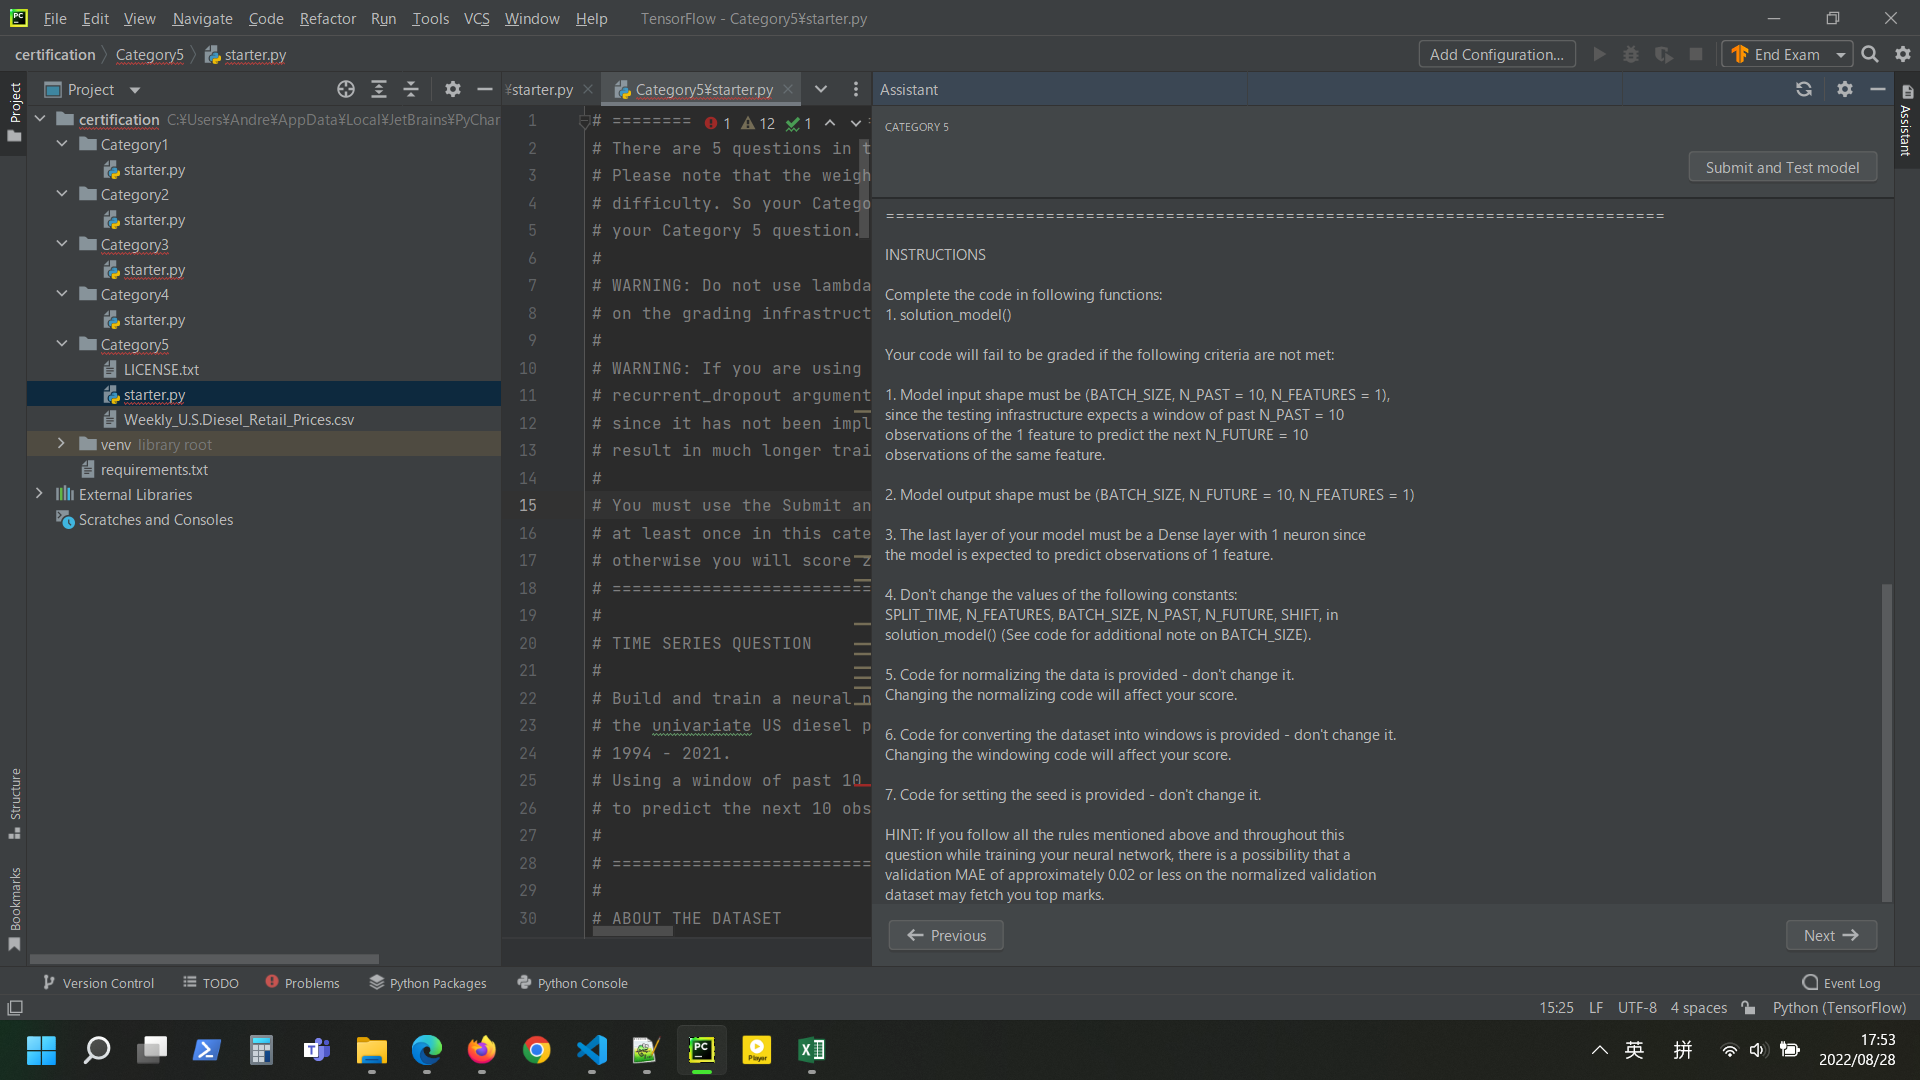 File Edit View Navigate Code Refactor Run Tools VCS Window Help TensorFlow - Category5¥starter.py
certification Category5 starter.py Add Configuration... End Exam
Project
Project
certification C:¥Users¥Andre¥AppData¥Local¥JetBrains¥PyChar
Category1
starter.py
Category2
starter.py
Category3
starter.py
Category4
starter.py
Category5
LICENSE.txt
starter.py
Weekly_U.S.Diesel_Retail_Prices.csv
venv library root
requirements.txt
External Libraries
Scratches and Consoles
Structure
Bookmarks
¥starter.py Category5¥starter.py
1 12 1
1 # ========
2 # There are 5 questions in t
3 # Please note that the weigh
4 # difficulty. So your Catego
5 # your Category 5 question.
6 #
7 # WARNING: Do not use lambda
8 # on the grading infrastruct
9 #
10 # WARNING: If you are using
11 # recurrent_dropout argument
12 # since it has not been impl
13 # result in much longer trai
14 #
15 # You must use the Submit an
16 # at least once in this cate
17 # otherwise you will score z
18 # ==========================
19 #
20 # TIME SERIES QUESTION
21 #
22 # Build and train a neural n
23 # the univariate US diesel p
24 # 1994 - 2021.
25 # Using a window of past 10
26 # to predict the next 10 obs
27 #
28 # ==========================
29 #
30 # ABOUT THE DATASET
Assistant
Assistant
CATEGORY 5
Submit and Test model
==============================================================================
INSTRUCTIONS
Complete the code in following functions:
1. solution_model()
Your code will fail to be graded if the following criteria are not met:
1. Model input shape must be (BATCH_SIZE, N_PAST = 10, N_FEATURES = 1),
since the testing infrastructure expects a window of past N_PAST = 10
observations of the 1 feature to predict the next N_FUTURE = 10
observations of the same feature.
2. Model output shape must be (BATCH_SIZE, N_FUTURE = 10, N_FEATURES = 1)
3. The last layer of your model must be a Dense layer with 1 neuron since
the model is expected to predict observations of 1 feature.
4. Don't change the values of the following constants:
SPLIT_TIME, N_FEATURES, BATCH_SIZE, N_PAST, N_FUTURE, SHIFT, in
solution_model() (See code for additional note on BATCH_SIZE).
5. Code for normalizing the data is provided - don't change it.
Changing the normalizing code will affect your score.
6. Code for converting the dataset into windows is provided - don't change it.
Changing the windowing code will affect your score.
7. Code for setting the seed is provided - don't change it.
HINT: If you follow all the rules mentioned above and throughout this
question while training your neural network, there is a possibility that a
validation MAE of approximately 0.02 or less on the normalized validation
dataset may fetch you top marks.
Previous Next
Version Control TODO Problems Python Packages Python Console Event Log
15:25 LF UTF-8 4 spaces Python (TensorFlow)
PC
Player
英 拼 17:53
2022/08/28